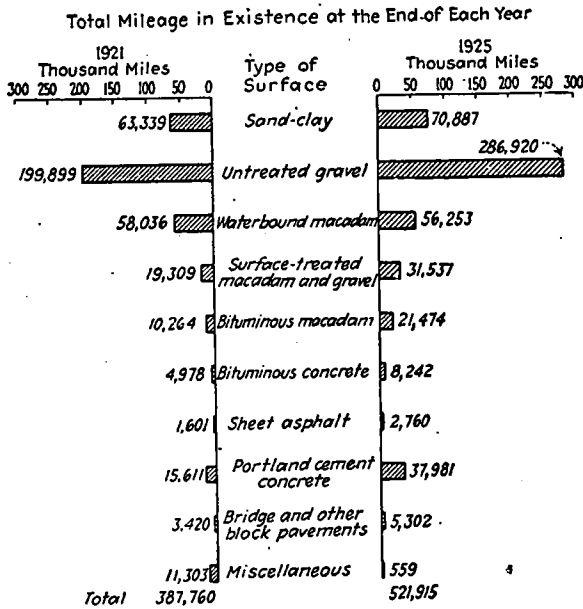 Total Mileage in Existence at the End of Each Year
1921
Thousand Miles
300 250 200 150 100 50 0
Type of
Surface
1925
Thousand Miles
0 50 100 150 200 250 300
63,339 Sand-clay 70,887
286,920
199,899 Untreated gravel
58,036 Waterbound macadam 56,253
19,309 Surface-treated
macadam and gravel 31,537
10,264 Bituminous macadam 21,474
4,978 Bituminous concrete 8,242
1,601 Sheet asphalt 2,760
15.611 Portland cement
concrete 37,981
3.420 Bridge and other
block pavements 5,302
11,303 Miscellaneous 559
Total 387,760 521,915